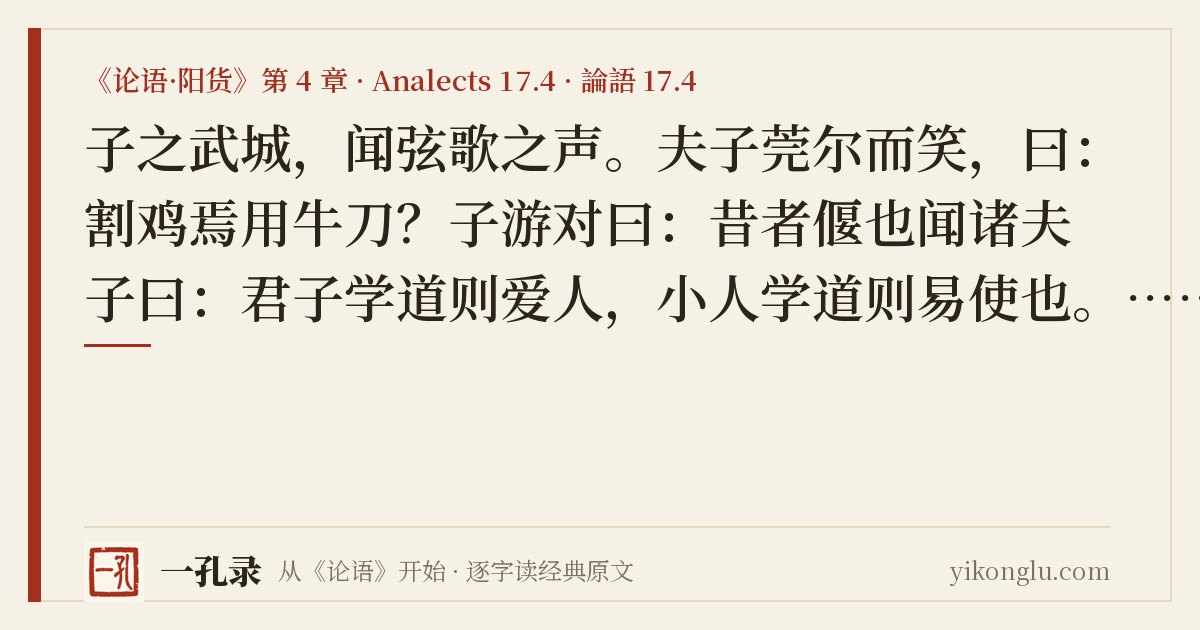 《论语·阳货》第 4 章 · Analects 17.4 · 論語 17.4
子之武城，闻弦歌之声。夫子莞尔而笑，曰：
割鸡焉用牛刀？子游对曰：昔者偃也闻诸夫
子曰：君子学道则爱人，小人学道则易使也。……
一孔
一孔录 从《论语》开始 · 逐字读经典原文 yikonglu.com